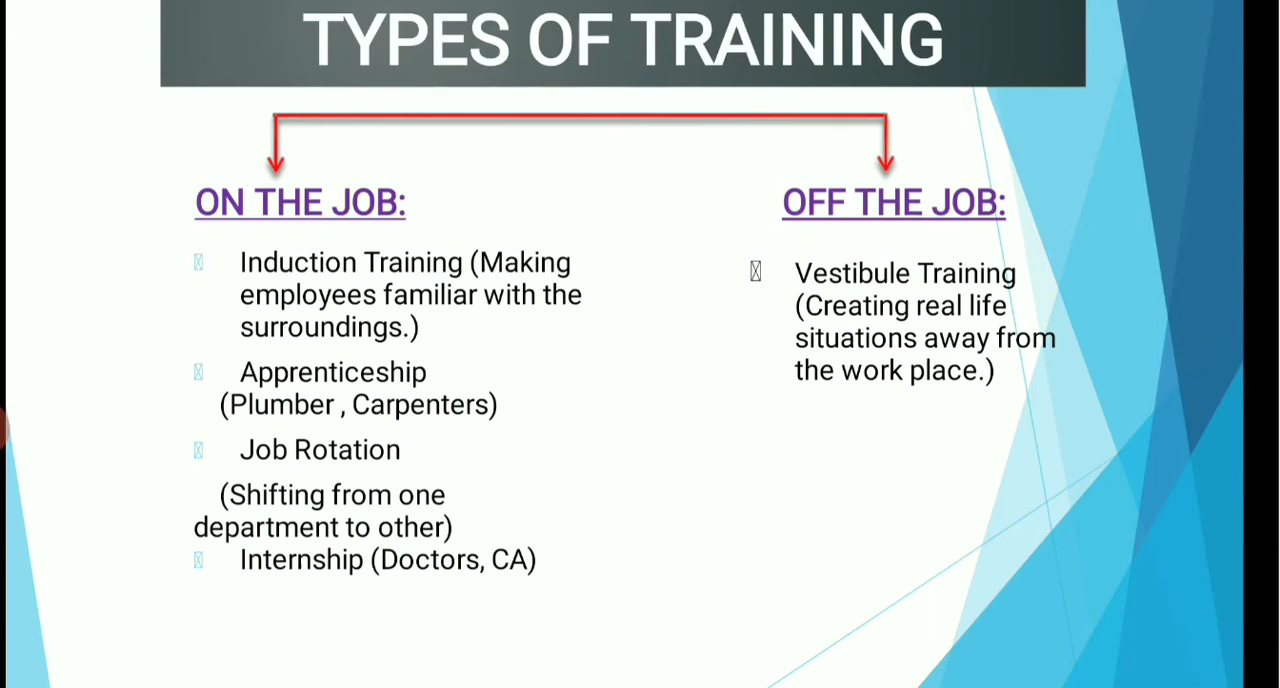 TYPES OF TRAINING
ON THE JOB:
Induction Training (Making
employees familiar with the
surroundings.)
Apprenticeship
(Plumber , Carpenters)
Job Rotation
(Shifting from one
department to other)
Internship (Doctors, CA)
OFF THE JOB:
Vestibule Training
(Creating real life
situations away from
the work place.)